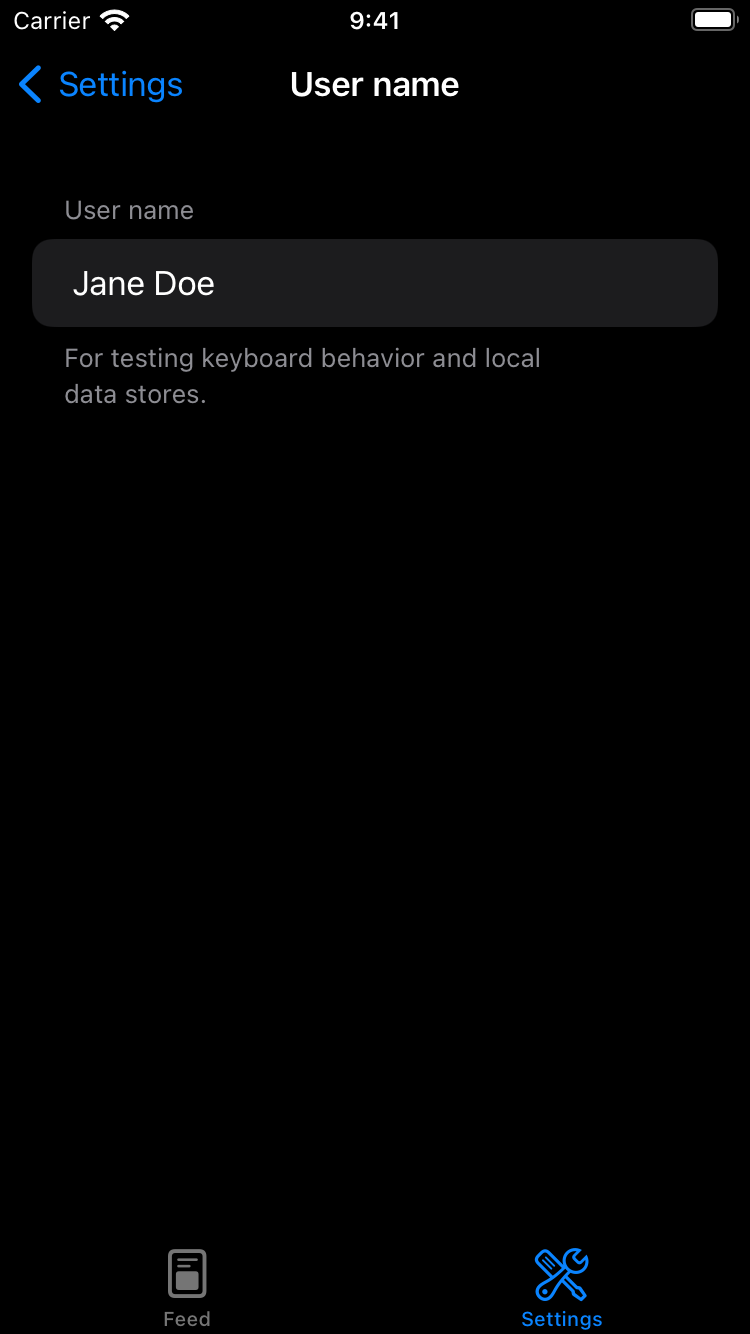 Carrier 9:41
Settings User name
User name
Jane Doe
For testing keyboard behavior and local
data stores.
Feed Settings